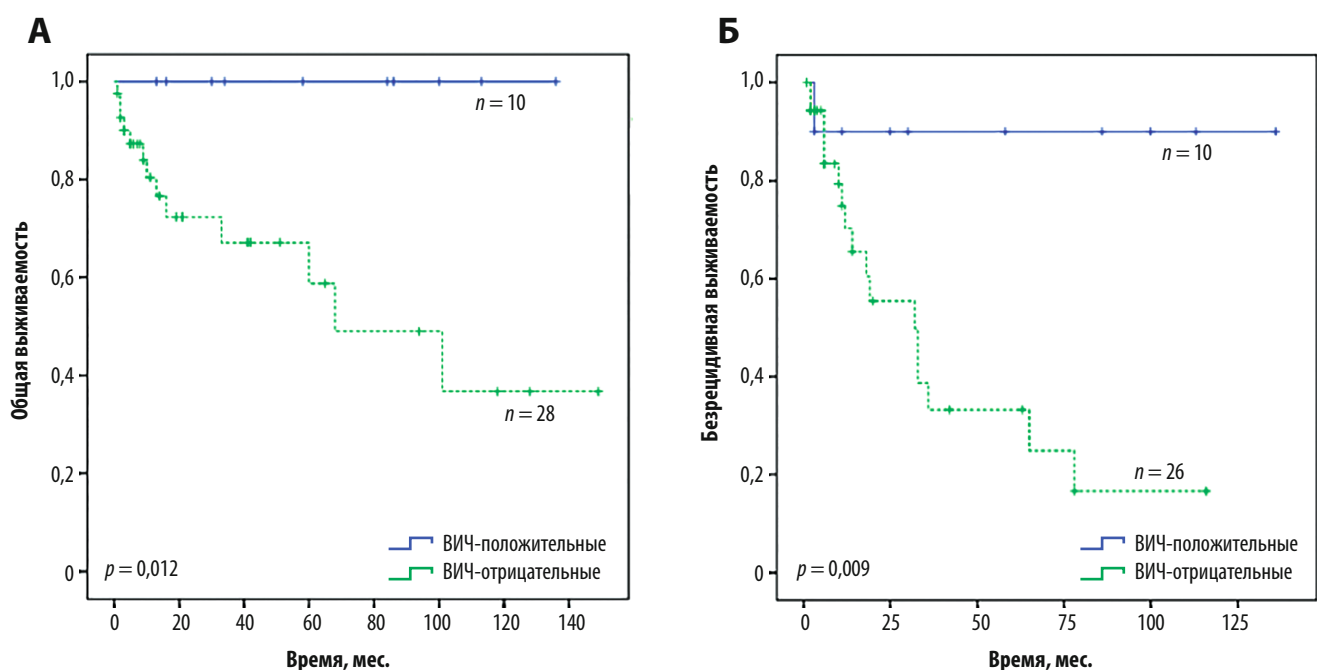 А
Общая выживаемость
1,0
0,8
0,6
0,4
0,2
0
n = 10
n = 28
ВИЧ-положительные
ВИЧ-отрицательные
p = 0,012
0 20 40 60 80 100 120 140
Время, мес.
Б
Безрецидивная выживаемость
1,0
0,8
0,6
0,4
0,2
0
n = 10
n = 26
ВИЧ-положительные
ВИЧ-отрицательные
p = 0,009
0 25 50 75 100 125
Время, мес.